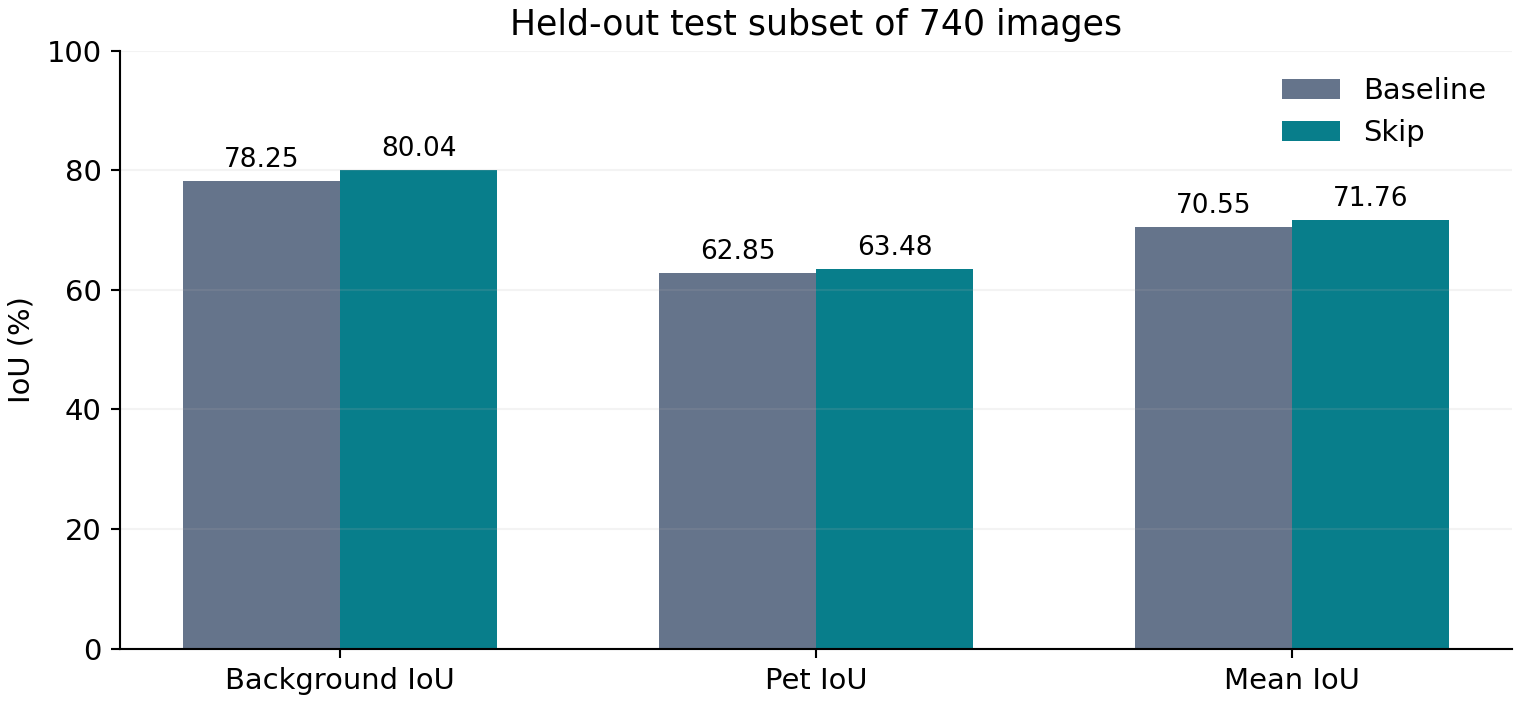 Held-out test subset of 740 images
IoU (%)
100
80
60
40
20
0
Baseline
Skip
78.25
80.04
62.85
63.48
70.55
71.76
Background IoU
Pet IoU
Mean IoU